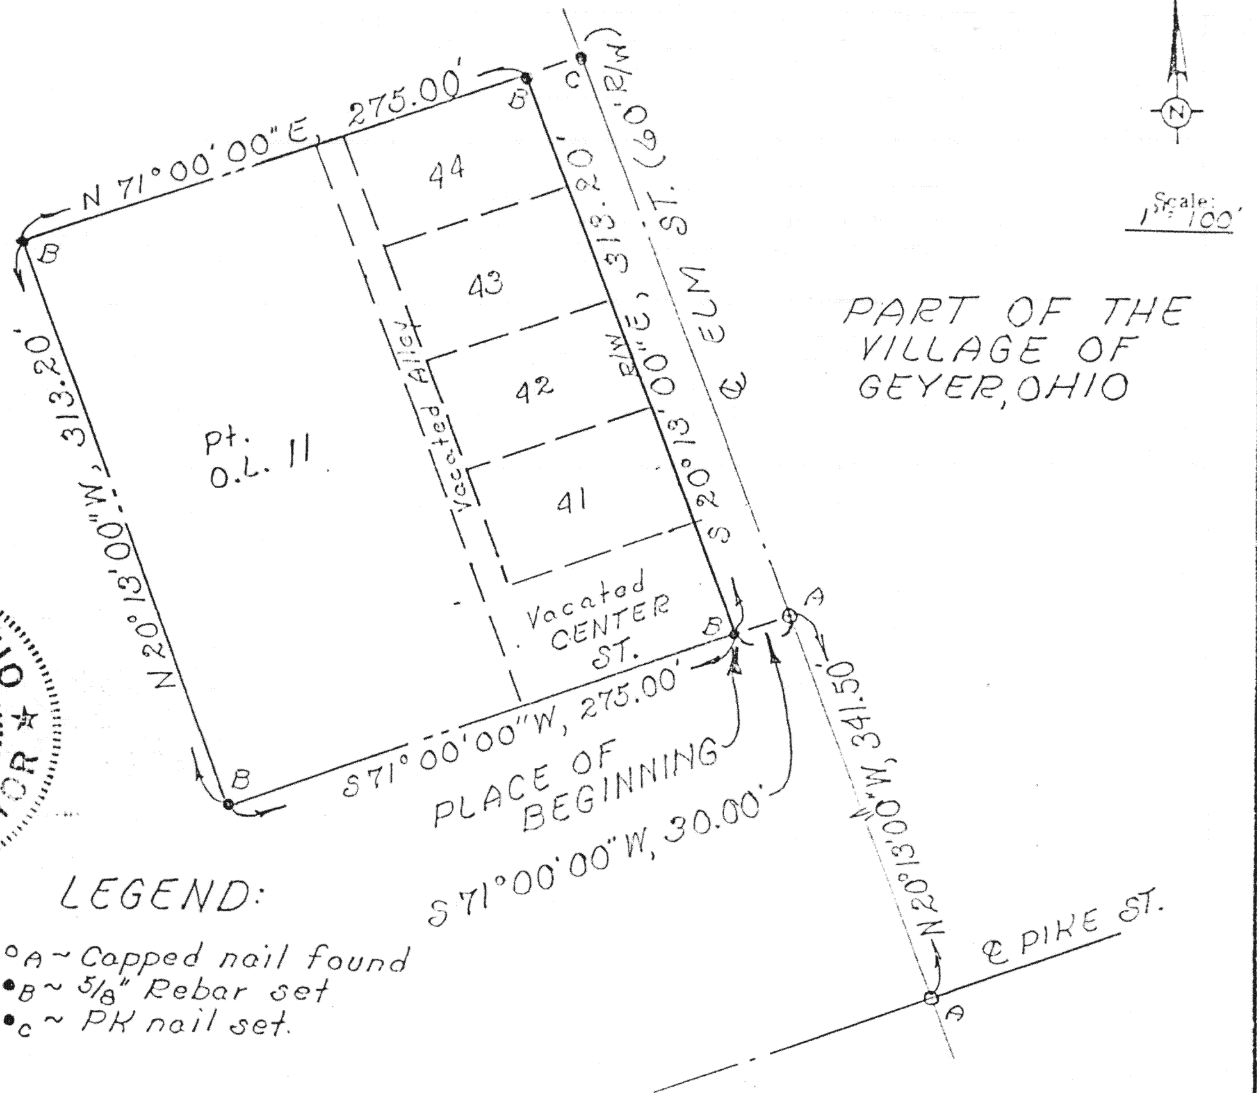 N 71°00'00" E, 275.00'
B
C
B
N
Scale:
1" = 100'
PART OF THE
VILLAGE OF
GEYER, OHIO
℄ ELM ST. (60' R/W)
R/W
S 20°13'00" E, 313.20'
N 20°13'00" W, 313.20'
44
43
42
41
Pt.
O.L. 11
Vacated Alley
Vacated
CENTER
ST.
B
A
B
S 71°00'00" W, 275.00'
PLACE OF
BEGINNING
S 71°00'00" W, 30.00'
N 20°13'00" W, 341.50'
℄ PIKE ST.
A
LEGEND:
A ~ Capped nail found
B ~ 5/8" Rebar set
C ~ PK nail set.